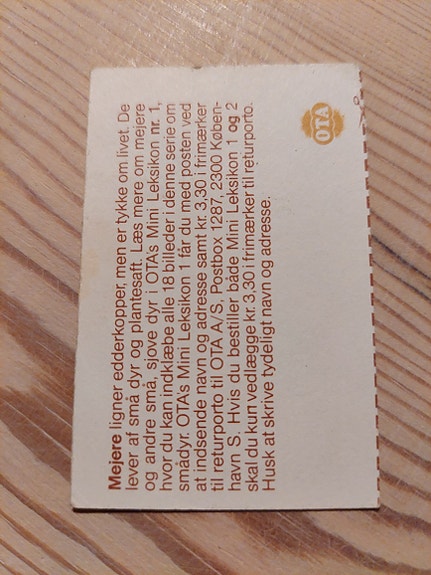 Mejere ligner edderkopper, men er tykke om livet. De
lever af små dyr og plantesaft. Læs mere om mejere
og andre små, sjove dyr i OTA's Mini Leksikon nr. 1,
hvor du kan indklæbe alle 18 billeder i denne serie om
smådyr. OTA's Mini Leksikon 1 får du med posten ved
at indsende navn og adresse samt kr. 3,30 i frimærker
til returporto til OTA A/S, Postbox 1287, 2300 Køben-
havn S. Hvis du bestiller både Mini Leksikon 1 og 2
skal du kun vedlægge kr. 3,30 i frimærker til returporto.
Husk at skrive tydeligt navn og adresse.
OTA